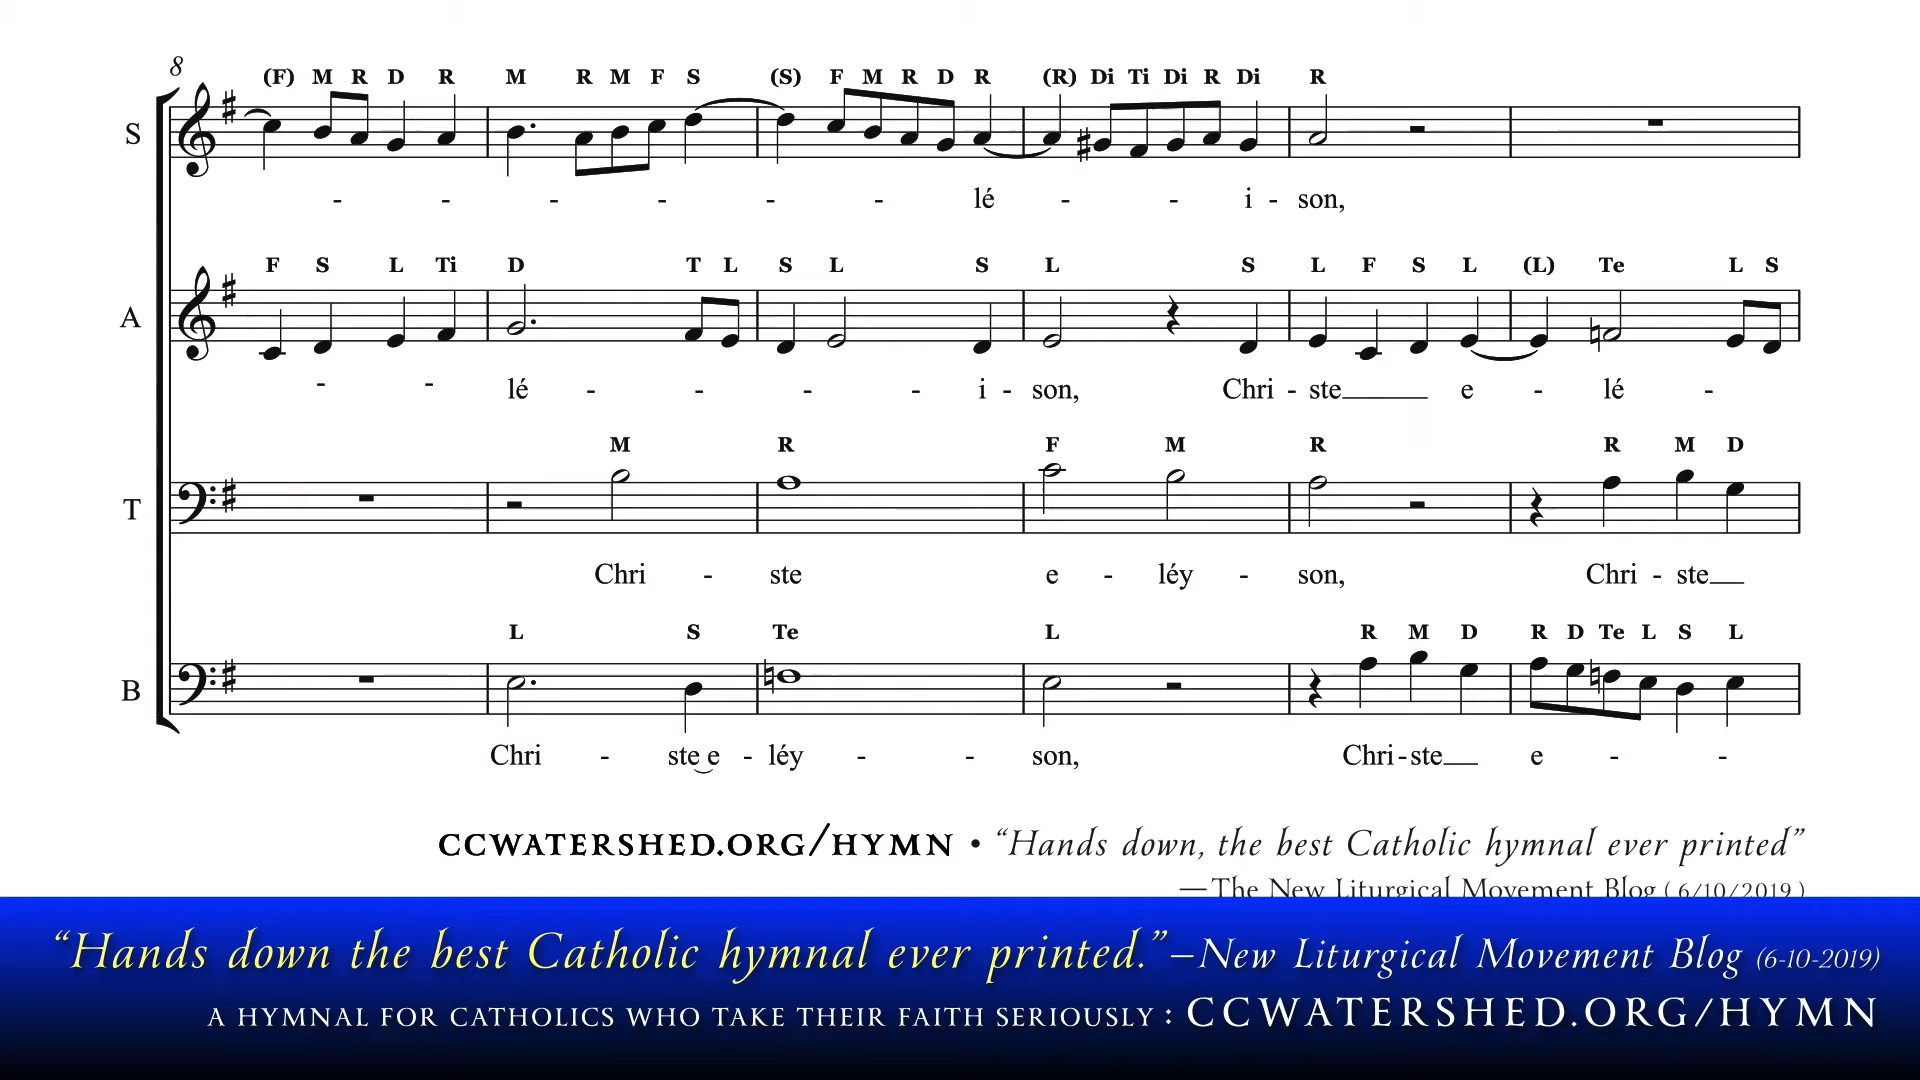 8
(F) M R D R M R M F S (S) F M R D R (R) Di Ti Di R Di R
S
- - - - - - lé - - i - son,
F S L Ti D T L S L S L S L F S L (L) Te L S
A
- - lé - - - - i - son, Chri - ste____ e - lé -
M R F M R R M D
T
Chri - ste e - léy - son, Chri - ste__
L S Te L R M D R D Te L S L
B
Chri - ste e - léy - - son, Chri - ste__ e - -
CCWATERSHED.ORG/HYMN • “Hands down, the best Catholic hymnal ever printed”
—The New Liturgical Movement Blog ( 6/10/2019 )
“Hands down the best Catholic hymnal ever printed.” –New Liturgical Movement Blog (6-10-2019)
A HYMNAL FOR CATHOLICS WHO TAKE THEIR FAITH SERIOUSLY : CCWATERSHED.ORG/HYMN